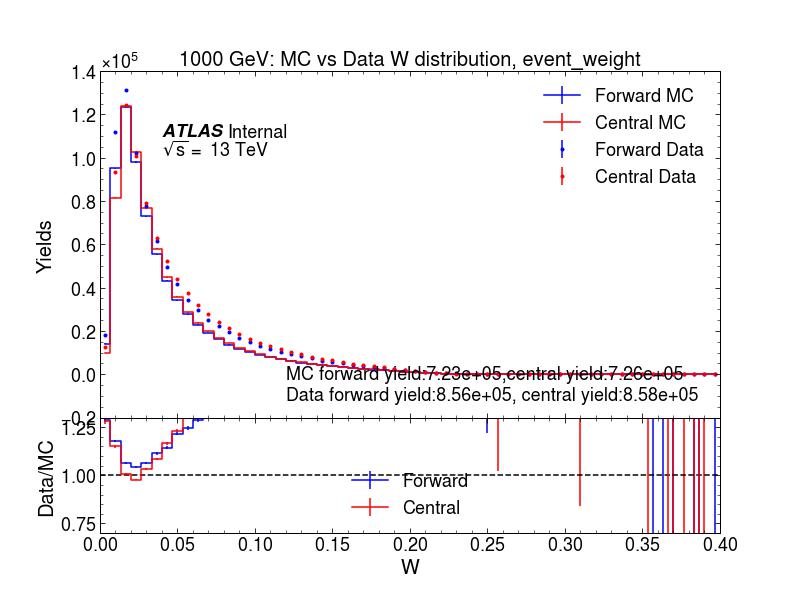 ×10⁵
1000 GeV: MC vs Data W distribution, event_weight
1.4
1.2
1.0
0.8
0.6
0.4
0.2
0.0
0.2
Yields
ATLAS Internal
√s = 13 TeV
Forward MC
Central MC
Forward Data
Central Data
MC forward yield:7.23e+05,central yield:7.26e+05
Data forward yield:8.56e+05, central yield:8.58e+05
1.25
1.00
0.75
Data/MC
Forward
Central
0.00 0.05 0.10 0.15 0.20 0.25 0.30 0.35 0.40
W